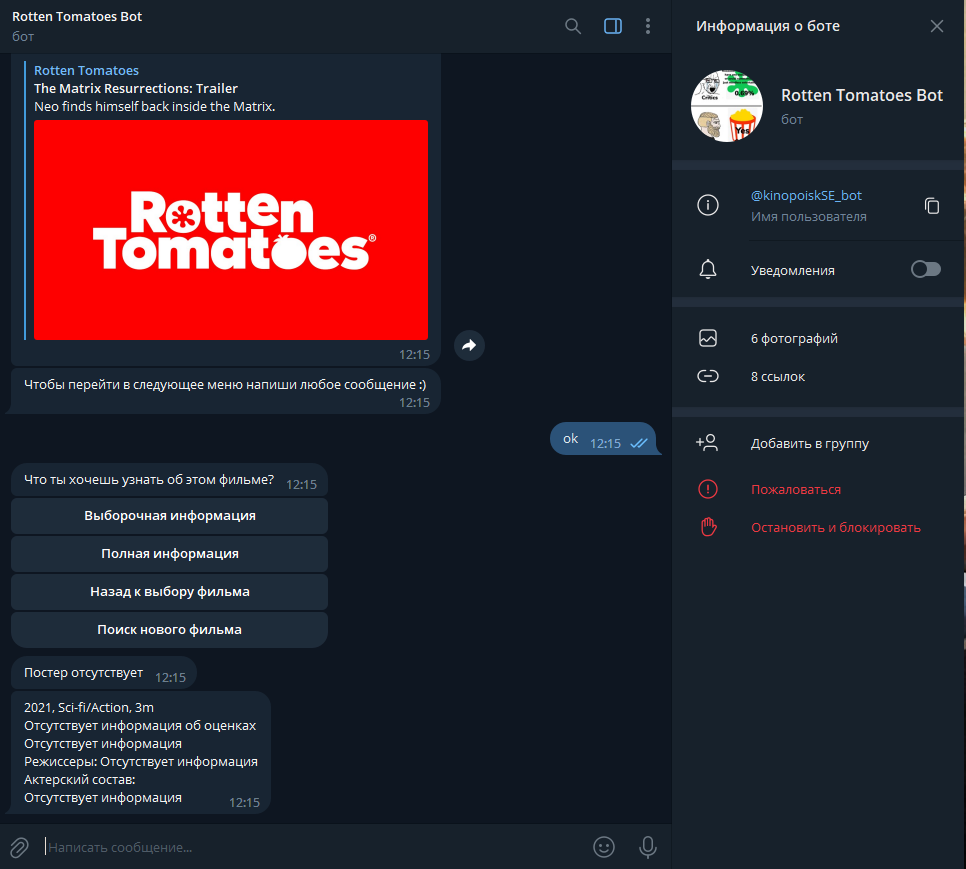 Rotten Tomatoes Bot
бот
Rotten Tomatoes
The Matrix Resurrections: Trailer
Neo finds himself back inside the Matrix.
Rotten
Tomatoes®
12:15
Чтобы перейти в следующее меню напиши любое сообщение :)
12:15
ok 12:15
Что ты хочешь узнать об этом фильме? 12:15
Выборочная информация
Полная информация
Назад к выбору фильма
Поиск нового фильма
Постер отсутствует 12:15
2021, Sci-fi/Action, 3m
Отсутствует информация об оценках
Отсутствует информация
Режиссеры: Отсутствует информация
Актерский состав:
Отсутствует информация 12:15
Написать сообщение...
Информация о боте
Critics
Yes
Rotten Tomatoes Bot
бот
@kinopoiskSE_bot
Имя пользователя
Уведомления
6 фотографий
8 ссылок
Добавить в группу
Пожаловаться
Остановить и блокировать